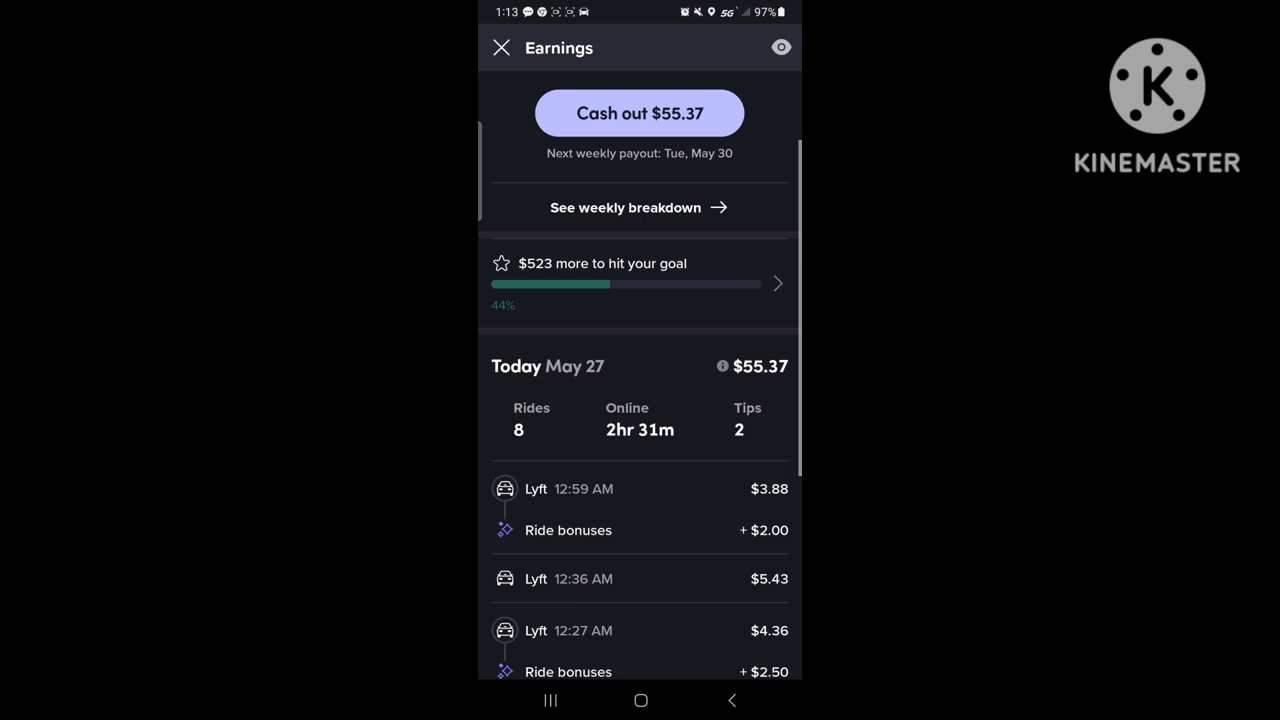 1:13 5G 97%
Earnings
Cash out $55.37
Next weekly payout: Tue, May 30
See weekly breakdown
$523 more to hit your goal
44%
Today May 27 $55.37
Rides Online Tips
8 2hr 31m 2
Lyft 12:59 AM $3.88
Ride bonuses + $2.00
Lyft 12:36 AM $5.43
Lyft 12:27 AM $4.36
Ride bonuses + $2.50
K
KINEMASTER